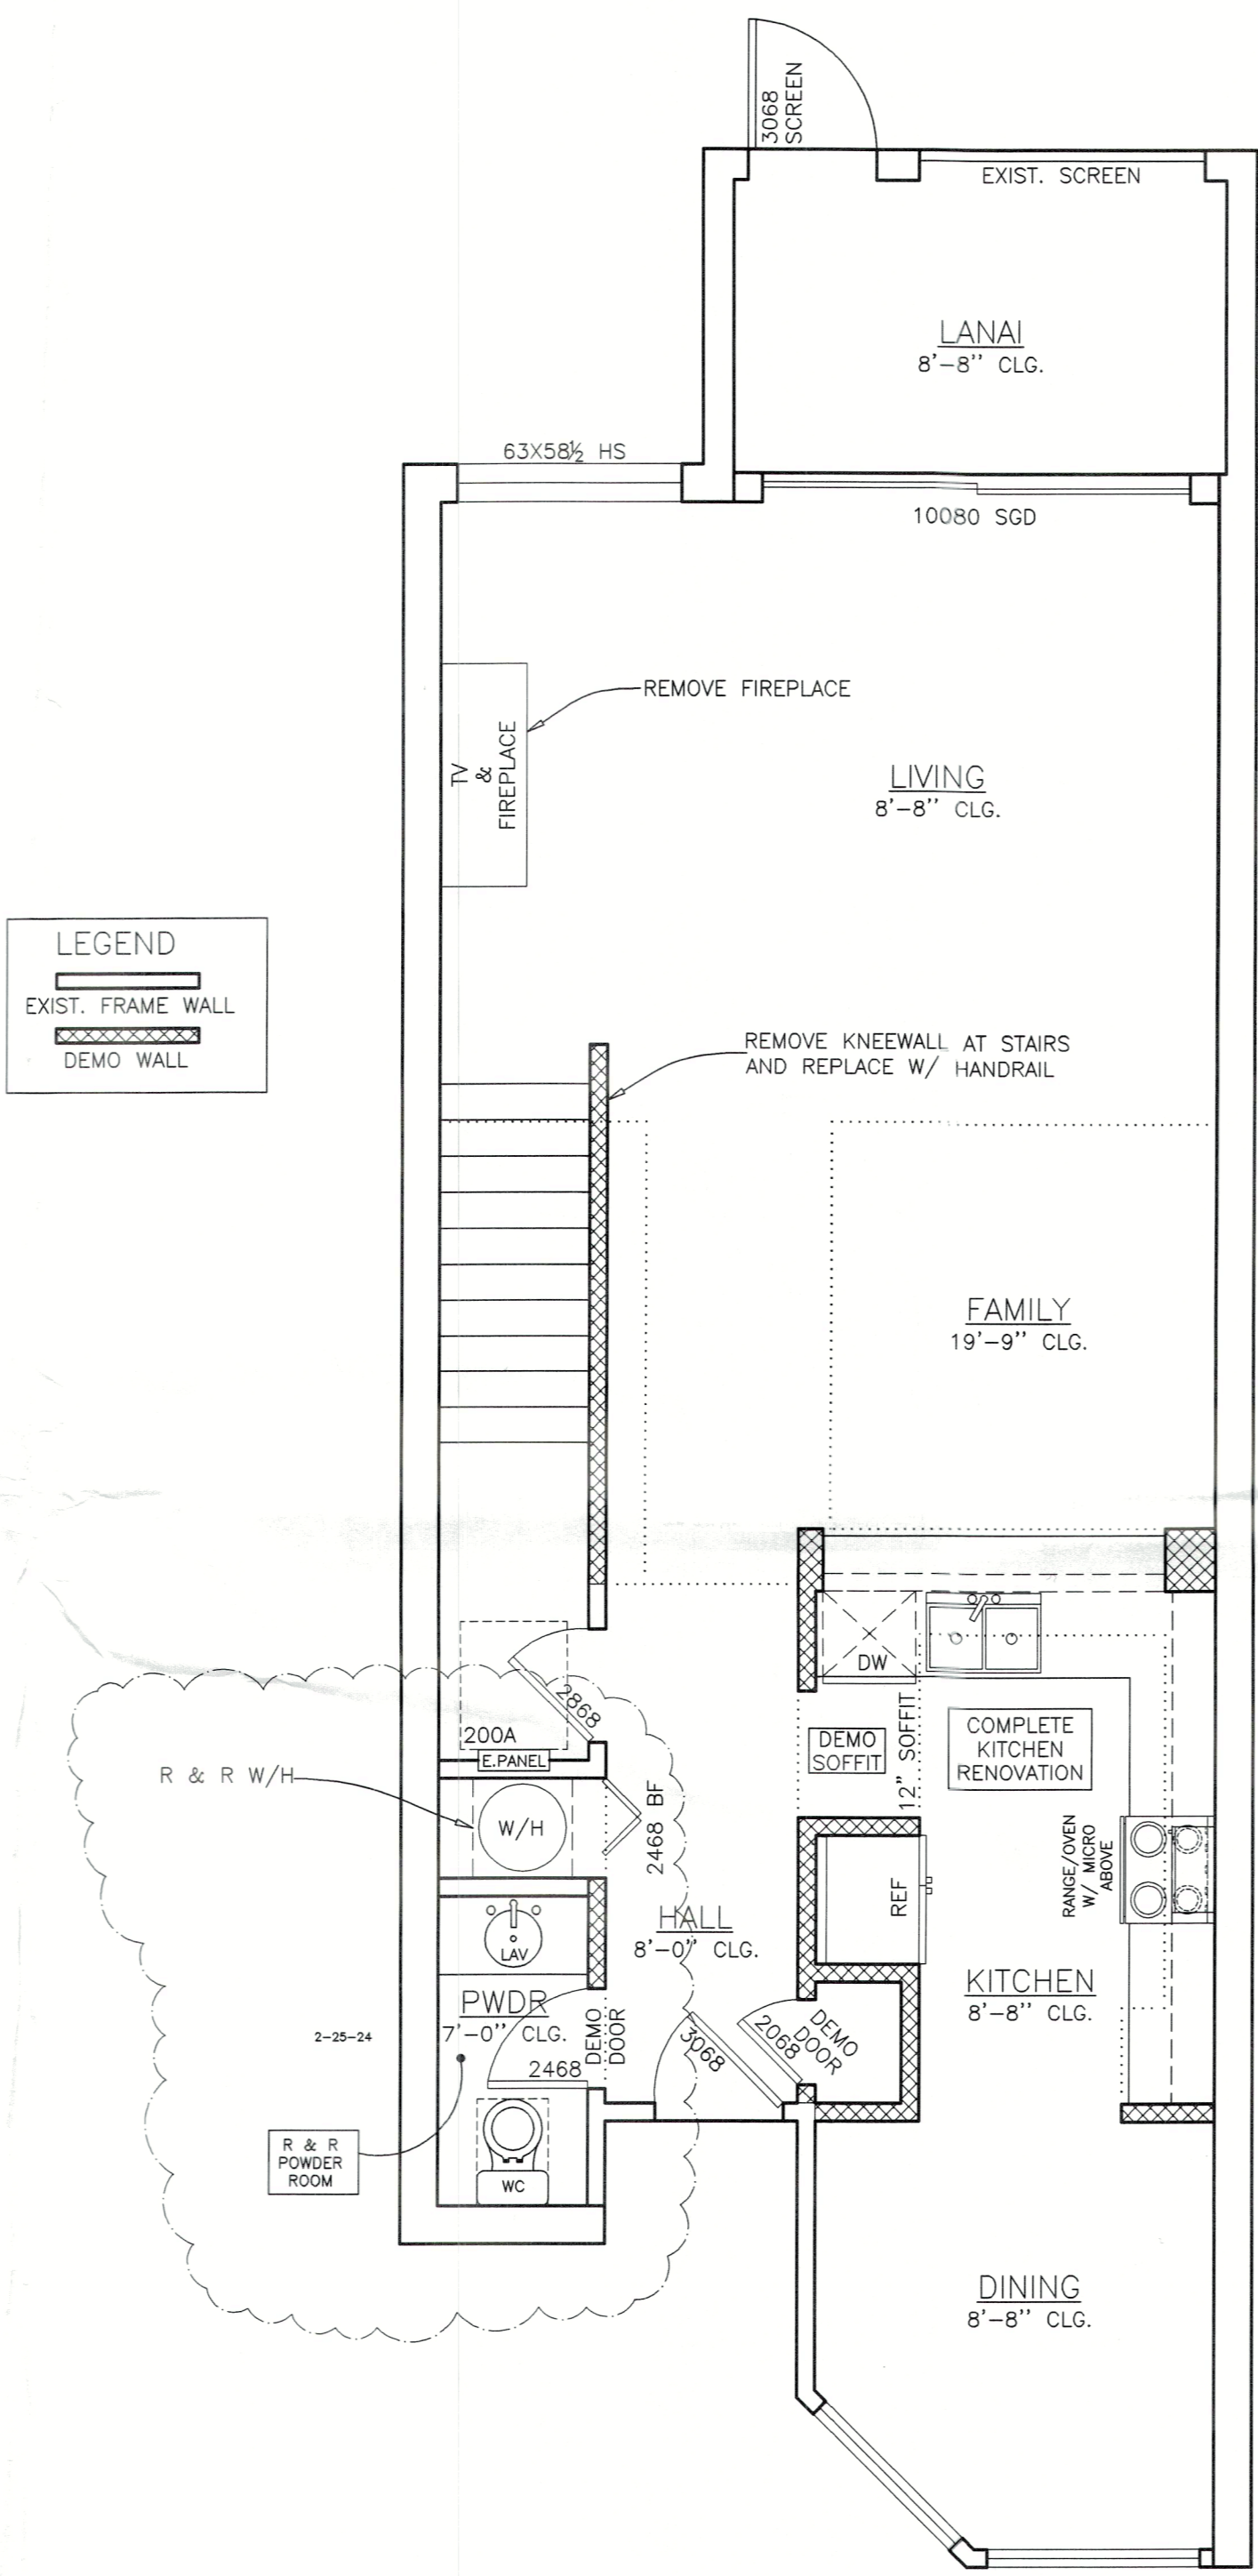 3068
SCREEN
EXIST. SCREEN
LANAI
8'-8" CLG.
63X58½ HS
10080 SGD
REMOVE FIREPLACE
TV
&
FIREPLACE
LIVING
8'-8" CLG.
LEGEND
EXIST. FRAME WALL
DEMO WALL
REMOVE KNEEWALL AT STAIRS
AND REPLACE W/ HANDRAIL
FAMILY
19'-9" CLG.
DW
2868
200A
E.PANEL
DEMO
SOFFIT
12" SOFFIT
COMPLETE
KITCHEN
RENOVATION
R & R W/H
W/H
2468 BF
RANGE/OVEN
W/ MICRO
ABOVE
REF
LAV
HALL
8'-0" CLG.
KITCHEN
8'-8" CLG.
PWDR
7'-0" CLG.
2-25-24
DEMO
DOOR
2468
3068
2068
DEMO
DOOR
R & R
POWDER
ROOM
WC
DINING
8'-8" CLG.